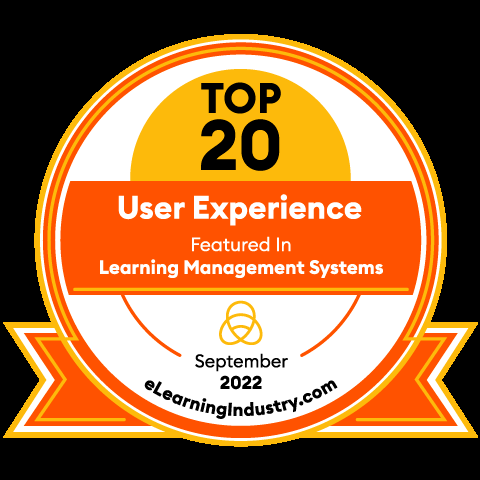 TOP
20
User Experience
Featured In
Learning Management Systems
September
2022
eLearningIndustry.com